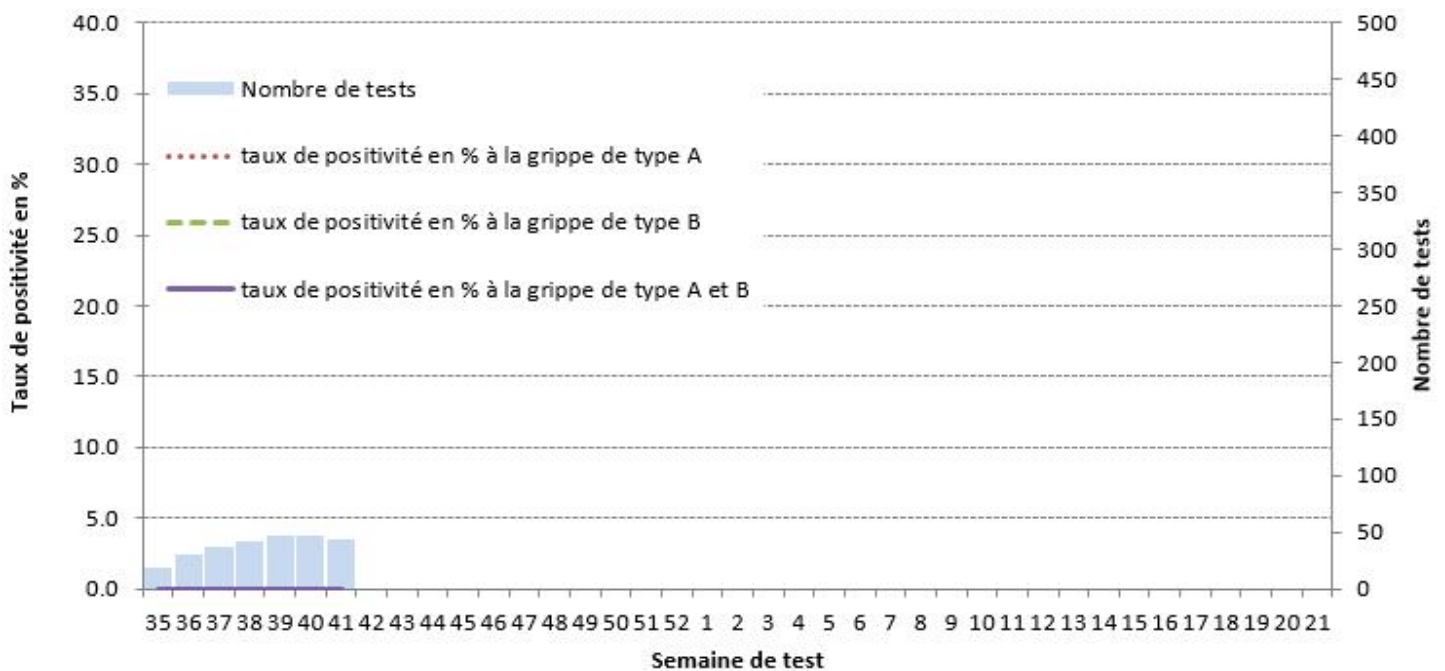 40.0
35.0
30.0
25.0
20.0
15.0
10.0
5.0
0.0
Taux de positivité en %
Nombre de tests
taux de positivité en % à la grippe de type A
taux de positivité en % à la grippe de type B
taux de positivité en % à la grippe de type A et B
500
450
400
350
300
250
200
150
100
50
0
Nombre de tests
35 36 37 38 39 40 41 42 43 44 45 46 47 48 49 50 51 52 1 2 3 4 5 6 7 8 9 10 11 12 13 14 15 16 17 18 19 20 21
Semaine de test